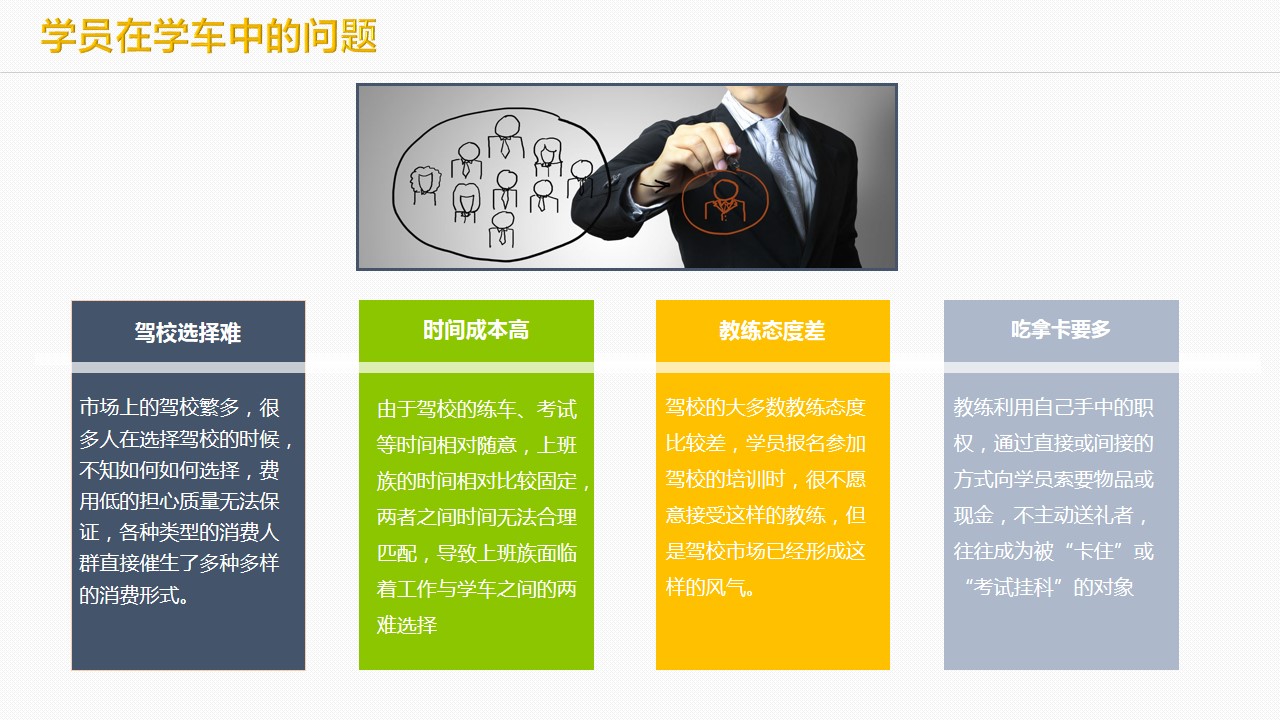 学员在学车中的问题
驾校选择难
市场上的驾校繁多，很
多人在选择驾校的时候，
不知如何如何选择，费
用低的担心质量无法保
证，各种类型的消费人
群直接催生了多种多样
的消费形式。
时间成本高
由于驾校的练车、考试
等时间相对随意，上班
族的时间相对比较固定，
两者之间时间无法合理
匹配，导致上班族面临
着工作与学车之间的两
难选择
教练态度差
驾校的大多数教练态度
比较差，学员报名参加
驾校的培训时，很不愿
意接受这样的教练，但
是驾校市场已经形成这
样的风气。
吃拿卡要多
教练利用自己手中的职
权，通过直接或间接的
方式向学员索要物品或
现金，不主动送礼者，
往往成为被“卡住”或
“考试挂科”的对象